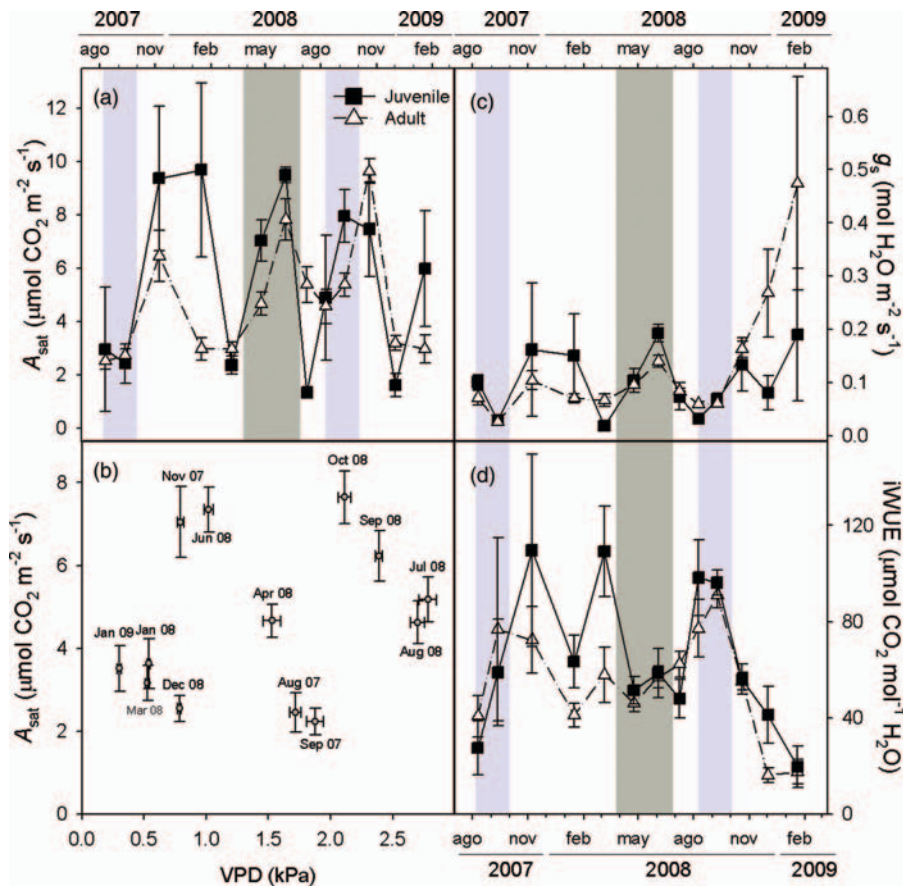 2007 2008 2009 2007 2008 2009
ago nov feb may ago nov feb ago nov feb may ago nov feb
(a)
Juvenile
Adult
12
10
8
6
4
2
0
A_sat (μmol CO₂ m⁻² s⁻¹)
(c)
0.6
0.5
0.4
0.3
0.2
0.1
0.0
g_s (mol H₂O m⁻² s⁻¹)
(b)
8
6
4
2
0
A_sat (μmol CO₂ m⁻² s⁻¹)
Oct 08
Nov 07
Sep 08
Jun 08
Jul 08
Apr 08
Jan 09
Jan 08
Aug 08
Mar 08
Dec 08
Aug 07
Sep 07
0.0 0.5 1.0 1.5 2.0 2.5
VPD (kPa)
(d)
120
80
40
0
iWUE (μmol CO₂ mol⁻¹ H₂O)
ago nov feb may ago nov feb
2007 2008 2009